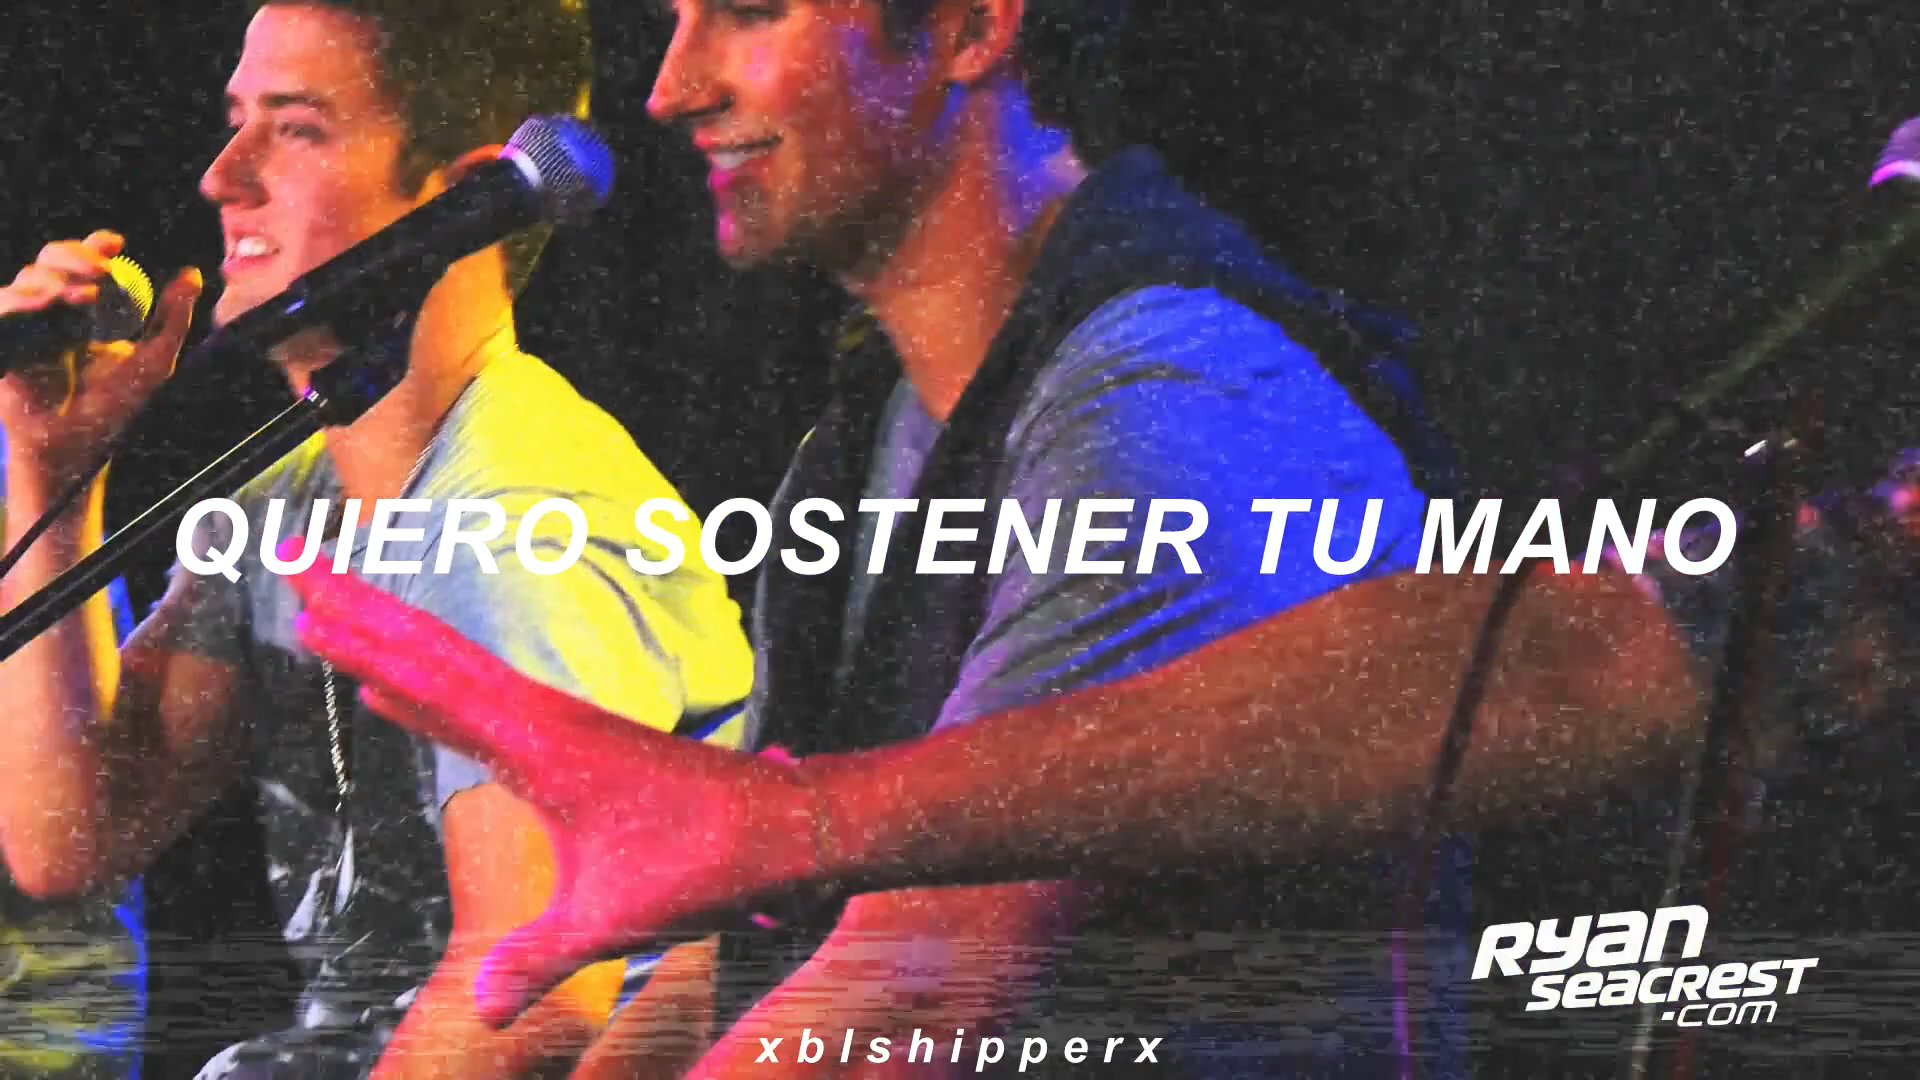 QUIERO SOSTENER TU MANO
RYAN
SEACREST
.COM
xblshipperx